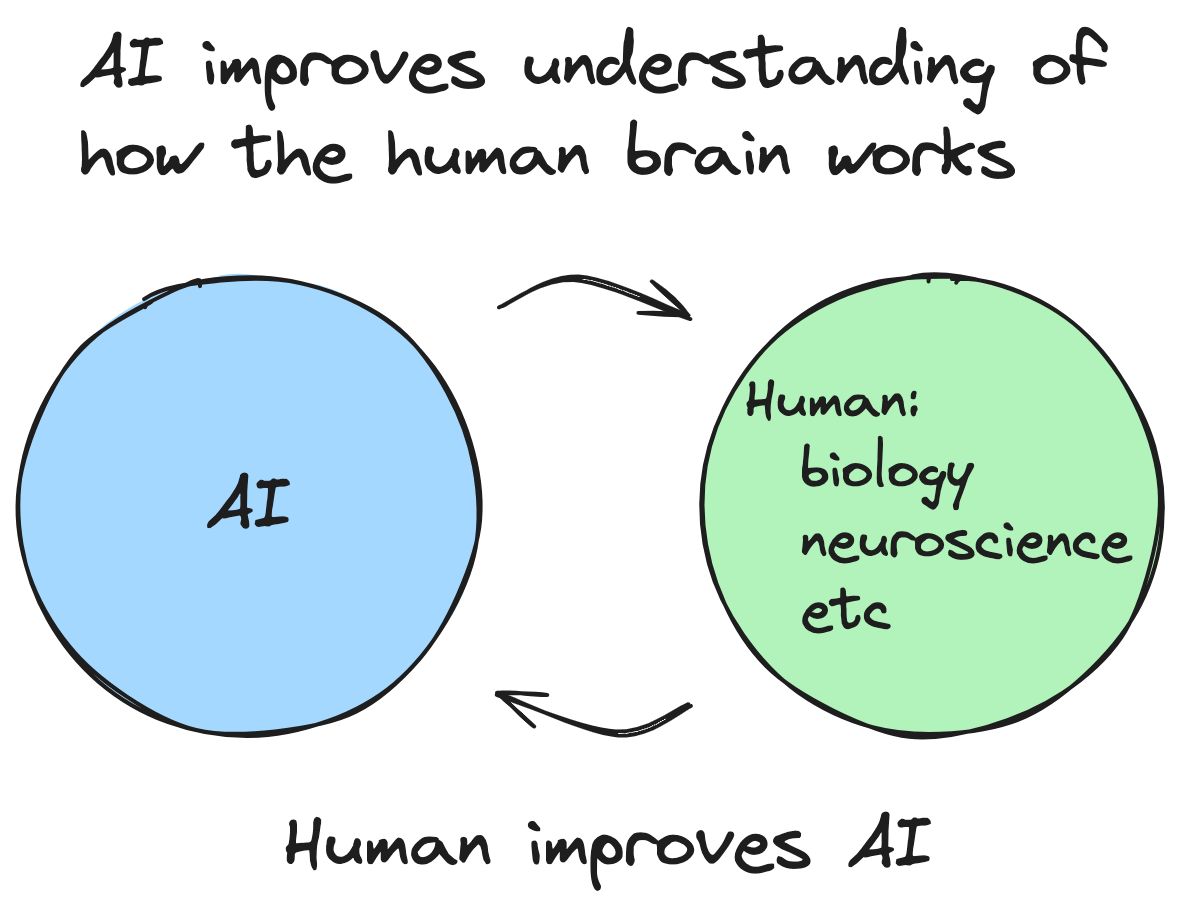 AI improves understanding of
how the human brain works
AI
Human:
biology
neuroscience
etc
Human improves AI